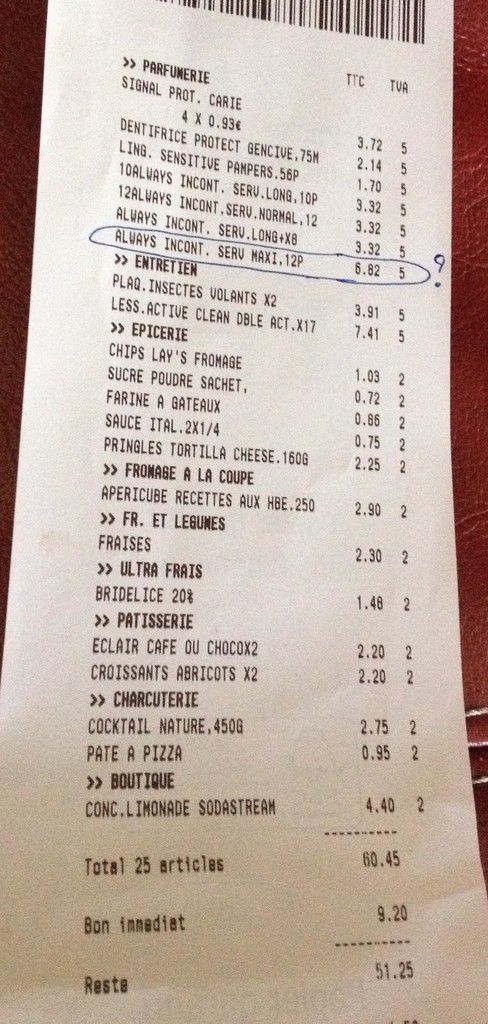 >> PARFUMERIE TTC TVA
SIGNAL PROT. CARIE
4 X 0.93€ 3.72 5
DENTIFRICE PROTECT GENCIVE,75M 2.14 5
LING. SENSITIVE PAMPERS.56P 1.70 5
10ALWAYS INCONT. SERV.LONG,10P 3.32 5
12ALWAYS INCONT.SERV.NORMAL,12 3.32 5
ALWAYS INCONT. SERV.LONG+X8 3.32 5
ALWAYS INCONT. SERV MAXI,12P 6.82 5 ?
>> ENTRETIEN
PLAQ.INSECTES VOLANTS X2 3.91 5
LESS.ACTIVE CLEAN DBLE ACT.X17 7.41 5
>> EPICERIE
CHIPS LAY'S FROMAGE 1.03 2
SUCRE POUDRE SACHET, 0.72 2
FARINE A GATEAUX 0.86 2
SAUCE ITAL.2X1/4 0.75 2
PRINGLES TORTILLA CHEESE.160G 2.25 2
>> FROMAGE A LA COUPE
APERICUBE RECETTES AUX HBE.250 2.90 2
>> FR. ET LEGUMES
FRAISES 2.30 2
>> ULTRA FRAIS
BRIDELICE 20% 1.48 2
>> PATISSERIE
ECLAIR CAFE OU CHOCOX2 2.20 2
CROISSANTS ABRICOTS X2 2.20 2
>> CHARCUTERIE
COCKTAIL NATURE,450G 2.75 2
PATE A PIZZA 0.95 2
>> BOUTIQUE
CONC.LIMONADE SODASTREAM 4.40 2
----------
Total 25 articles 60.45
Bon immediat 9.20
----------
Reste 51.25